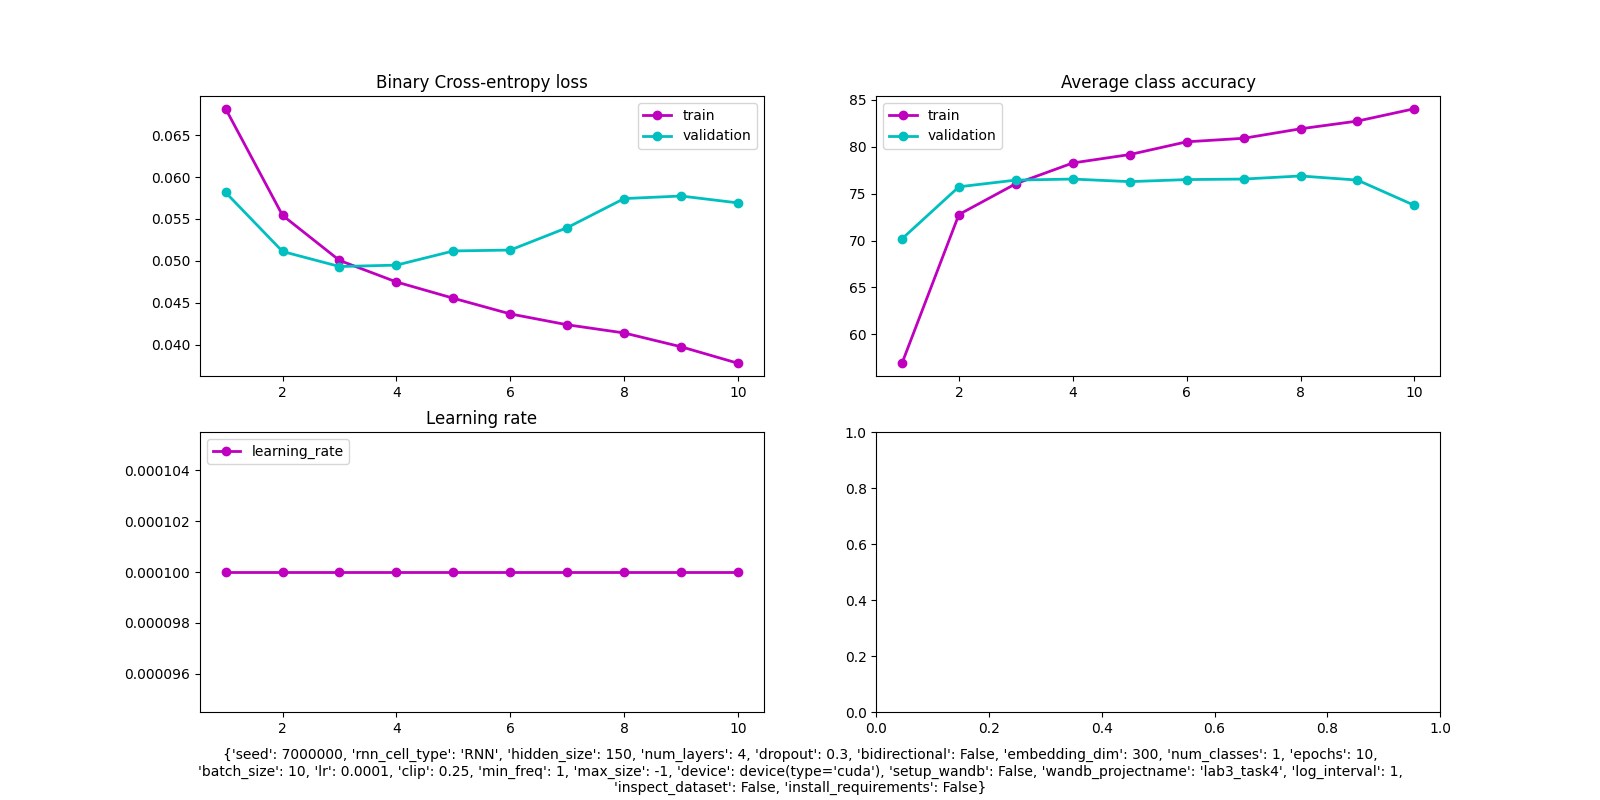 Binary Cross-entropy loss
train
validation
0.065
0.060
0.055
0.050
0.045
0.040
2 4 6 8 10
Average class accuracy
train
validation
85
80
75
70
65
60
2 4 6 8 10
Learning rate
learning_rate
0.000104
0.000102
0.000100
0.000098
0.000096
2 4 6 8 10
1.0
0.8
0.6
0.4
0.2
0.0
0.0 0.2 0.4 0.6 0.8 1.0
{'seed': 7000000, 'rnn_cell_type': 'RNN', 'hidden_size': 150, 'num_layers': 4, 'dropout': 0.3, 'bidirectional': False, 'embedding_dim': 300, 'num_classes': 1, 'epochs': 10,
'batch_size': 10, 'lr': 0.0001, 'clip': 0.25, 'min_freq': 1, 'max_size': -1, 'device': device(type='cuda'), 'setup_wandb': False, 'wandb_projectname': 'lab3_task4', 'log_interval': 1,
'inspect_dataset': False, 'install_requirements': False}